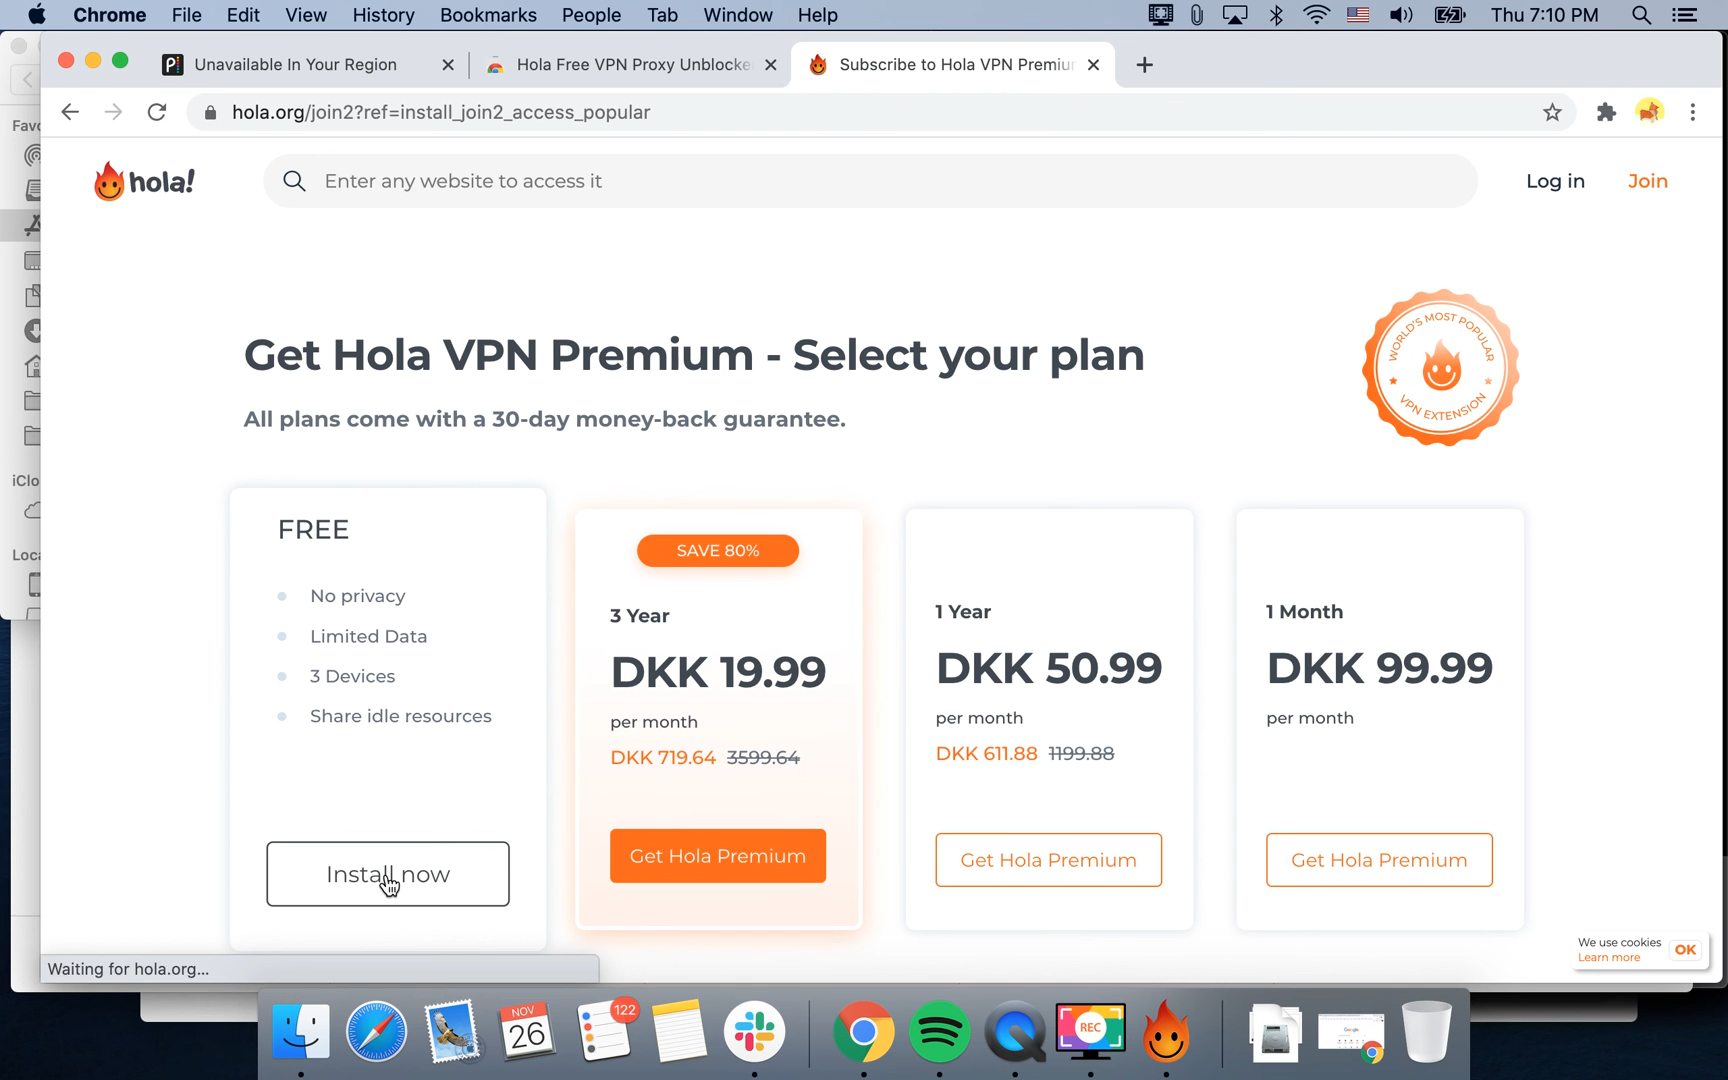 Chrome File Edit View History Bookmarks People Tab Window Help Thu 7:10 PM
Unavailable In Your Region
Hola Free VPN Proxy Unblocke
Subscribe to Hola VPN Premiu
hola.org/join2?ref=install_join2_access_popular
Favo
iClo
Loca
hola!
Enter any website to access it
Log in
Join
Get Hola VPN Premium - Select your plan
All plans come with a 30-day money-back guarantee.
WORLD'S MOST POPULAR
VPN EXTENSION
FREE
No privacy
Limited Data
3 Devices
Share idle resources
Install now
SAVE 80%
3 Year
DKK 19.99
per month
DKK 719.64 3599.64
Get Hola Premium
1 Year
DKK 50.99
per month
DKK 611.88 1199.88
Get Hola Premium
1 Month
DKK 99.99
per month
Get Hola Premium
We use cookies
Learn more
OK
Waiting for hola.org...
NOV
26
122
REC
Google